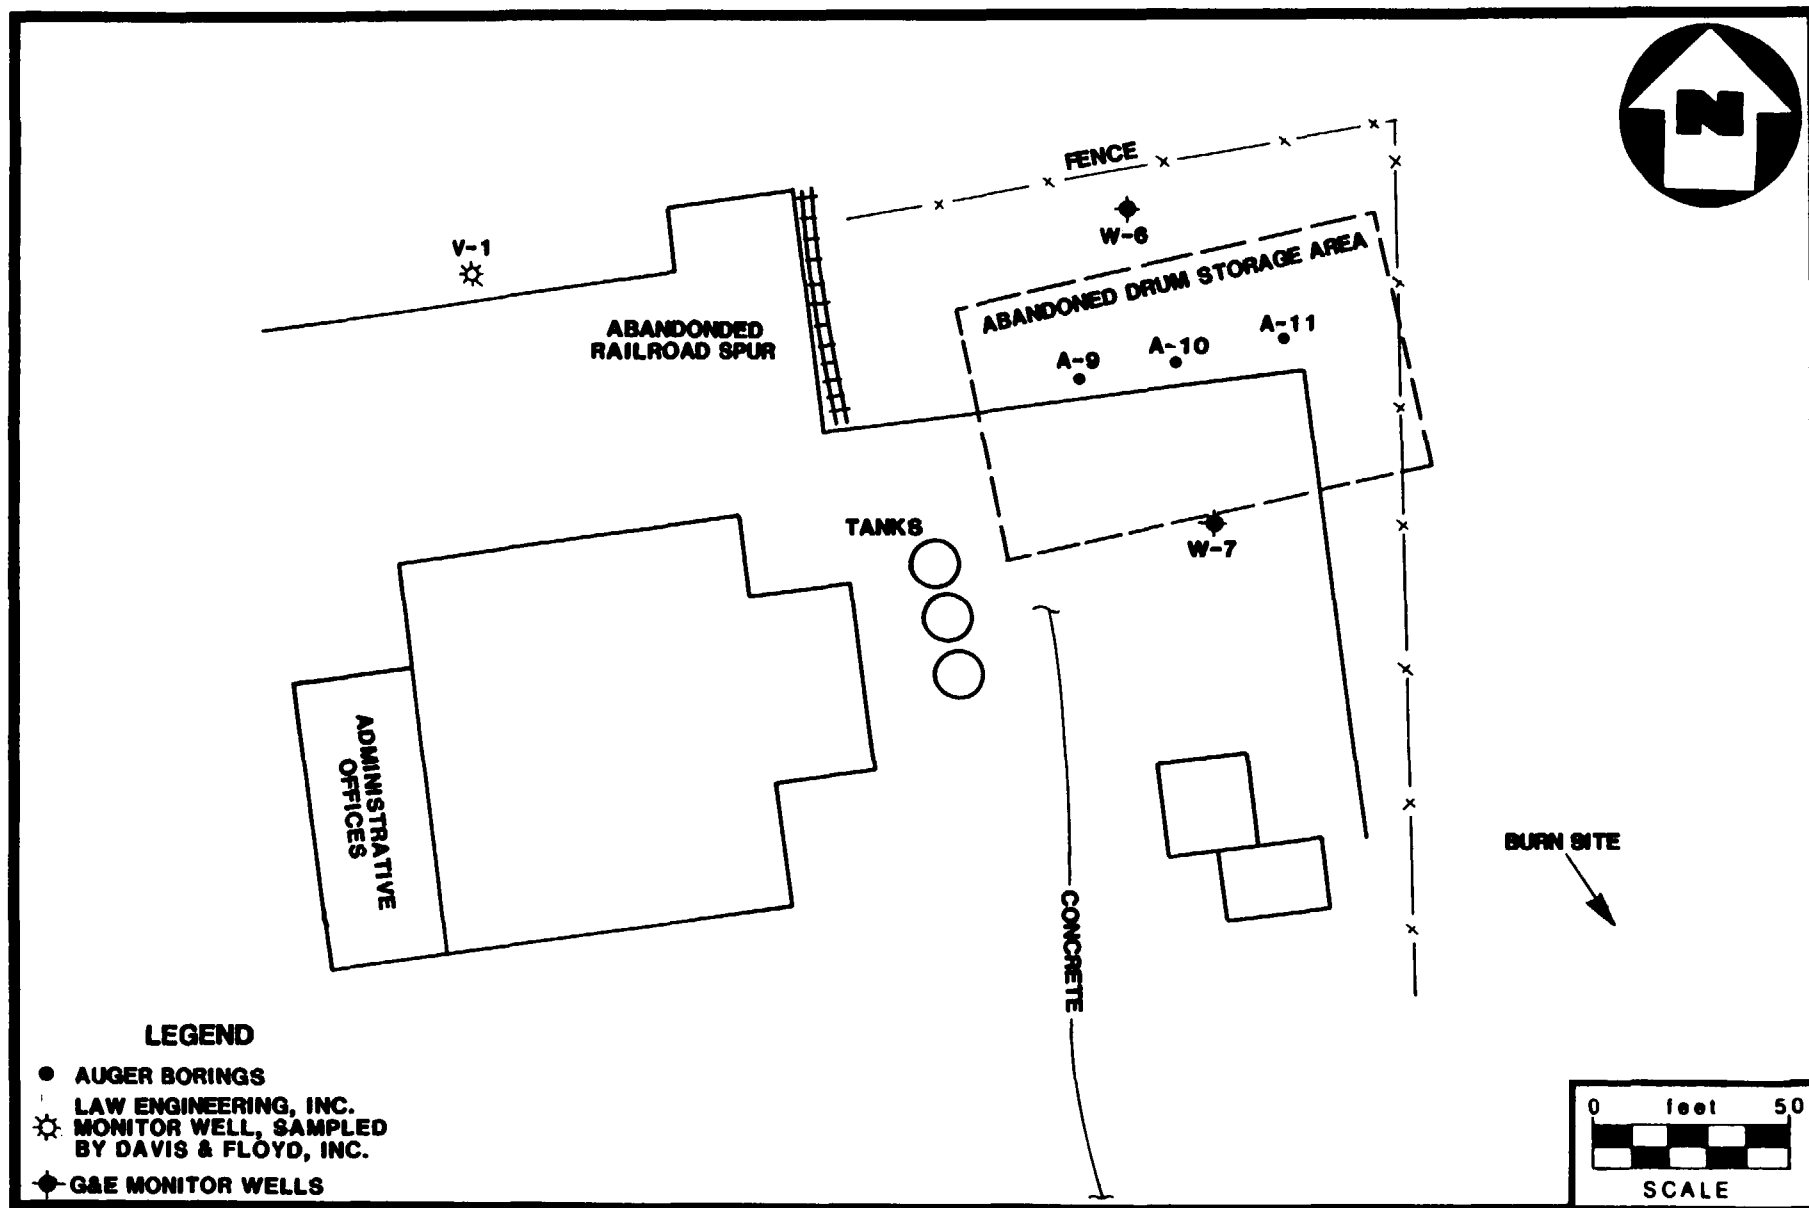 N
FENCE
W-6
V-1
ABANDONED DRUM STORAGE AREA
ABANDONDED
RAILROAD SPUR
A-9
A-10
A-11
TANKS
W-7
ADMINISTRATIVE
OFFICES
BURN SITE
CONCRETE
LEGEND
AUGER BORINGS
LAW ENGINEERING, INC.
MONITOR WELL, SAMPLED
BY DAVIS & FLOYD, INC.
G&E MONITOR WELLS
0 feet 50
SCALE